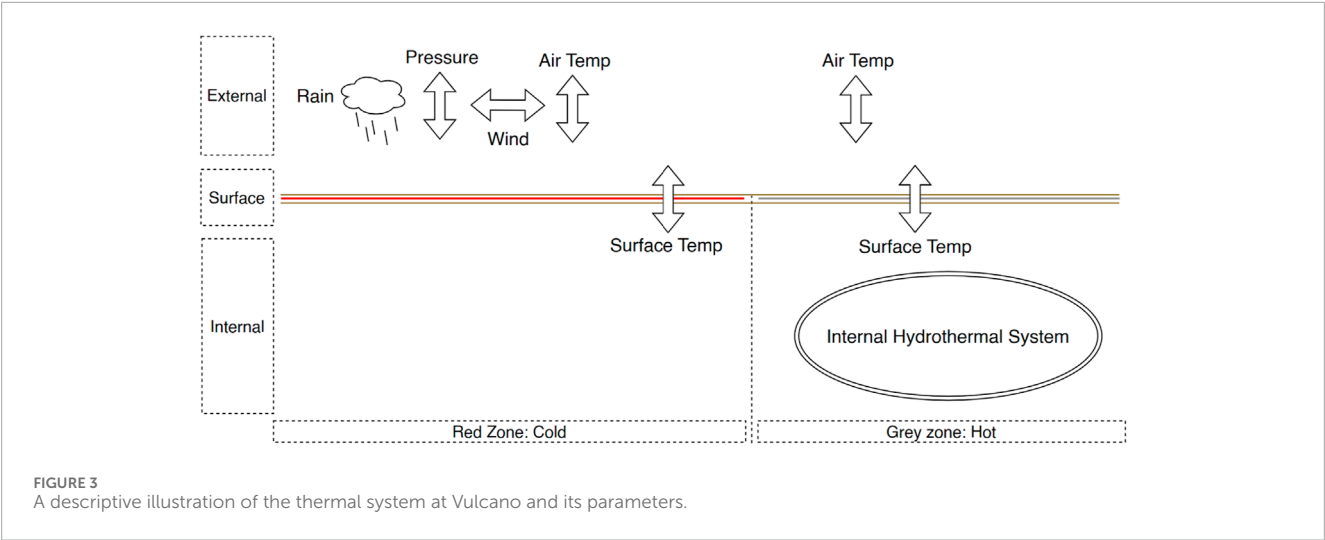 External
Rain
Pressure
Wind
Air Temp
Air Temp
Surface
Surface Temp
Surface Temp
Internal
Internal Hydrothermal System
Red Zone: Cold
Grey zone: Hot
FIGURE 3
A descriptive illustration of the thermal system at Vulcano and its parameters.